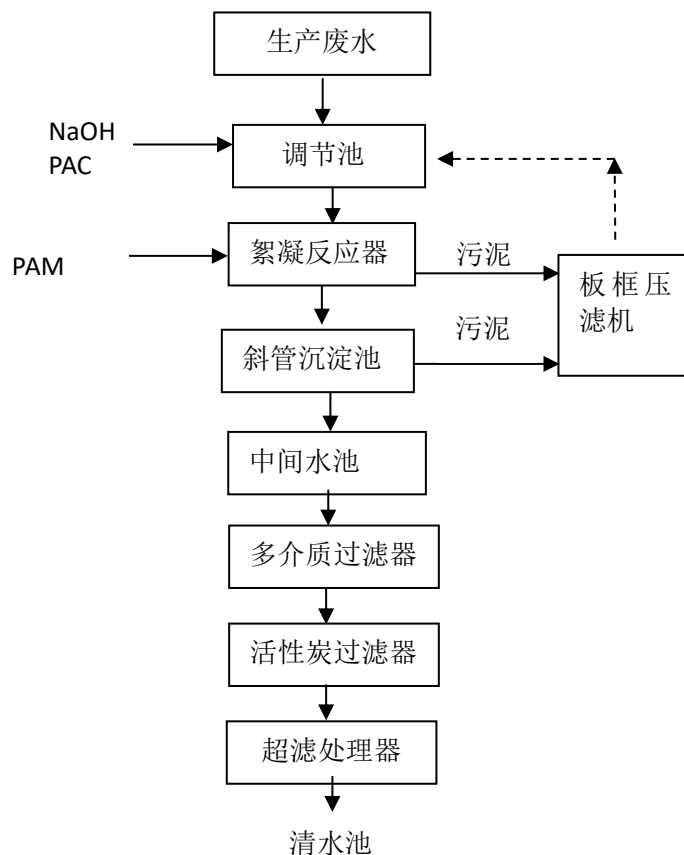 生产废水
NaOH
PAC
调节池
PAM
絮凝反应器
污泥
板框压
滤机
污泥
斜管沉淀池
中间水池
多介质过滤器
活性炭过滤器
超滤处理器
清水池